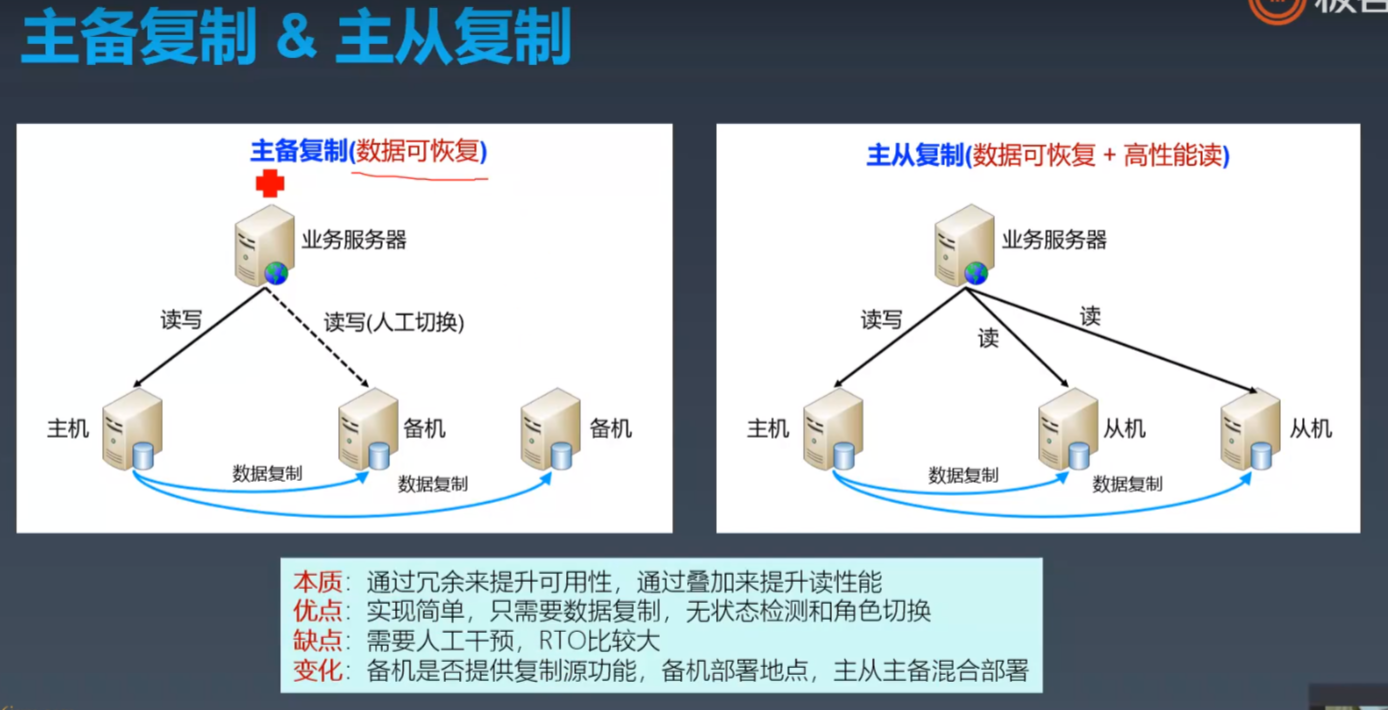 主备复制 & 主从复制
主备复制(数据可恢复)
业务服务器
读写
读写(人工切换)
主机
备机
备机
数据复制
数据复制
主从复制(数据可恢复 + 高性能读)
业务服务器
读写
读
读
主机
从机
从机
数据复制
数据复制
本质：通过冗余来提升可用性，通过叠加来提升读性能
优点：实现简单，只需要数据复制，无状态检测和角色切换
缺点：需要人工干预，RTO比较大
变化：备机是否提供复制源功能，备机部署地点，主从主备混合部署